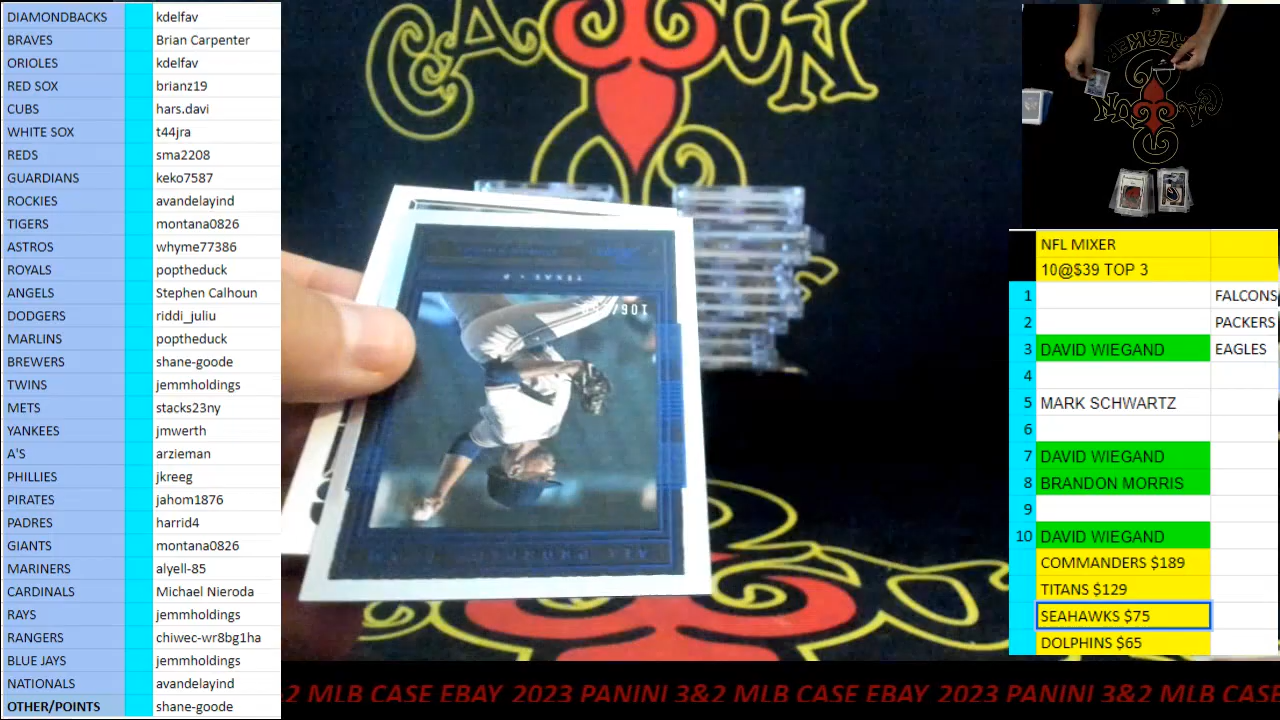 DIAMONDBACKS kdelfav
BRAVES Brian Carpenter
ORIOLES kdelfav
RED SOX brianz19
CUBS hars.davi
WHITE SOX t44jra
REDS sma2208
GUARDIANS keko7587
ROCKIES avandelayind
TIGERS montana0826
ASTROS whyme77386
ROYALS poptheduck
ANGELS Stephen Calhoun
DODGERS riddi_juliu
MARLINS poptheduck
BREWERS shane-goode
TWINS jemmholdings
METS stacks23ny
YANKEES jmwerth
A'S arzieman
PHILLIES jkreeg
PIRATES jahom1876
PADRES harrid4
GIANTS montana0826
MARINERS alyell-85
CARDINALS Michael Nieroda
RAYS jemmholdings
RANGERS chiwec-wr8bg1ha
BLUE JAYS jemmholdings
NATIONALS avandelayind
OTHER/POINTS shane-goode
TEXAS • P
NFL MIXER
10@$39 TOP 3
1 FALCONS
2 PACKERS
3 DAVID WIEGAND EAGLES
4
5 MARK SCHWARTZ
6
7 DAVID WIEGAND
8 BRANDON MORRIS
9
10 DAVID WIEGAND
COMMANDERS $189
TITANS $129
SEAHAWKS $75
DOLPHINS $65
-2 MLB CASE EBAY 2023 PANINI 3&2 MLB CASE EBAY 2023 PANINI 3&2 MLB CAS